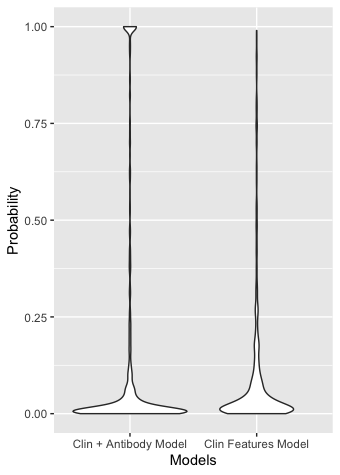 1.00
0.75
0.50
0.25
0.00
Probability
Clin + Antibody Model
Clin Features Model
Models